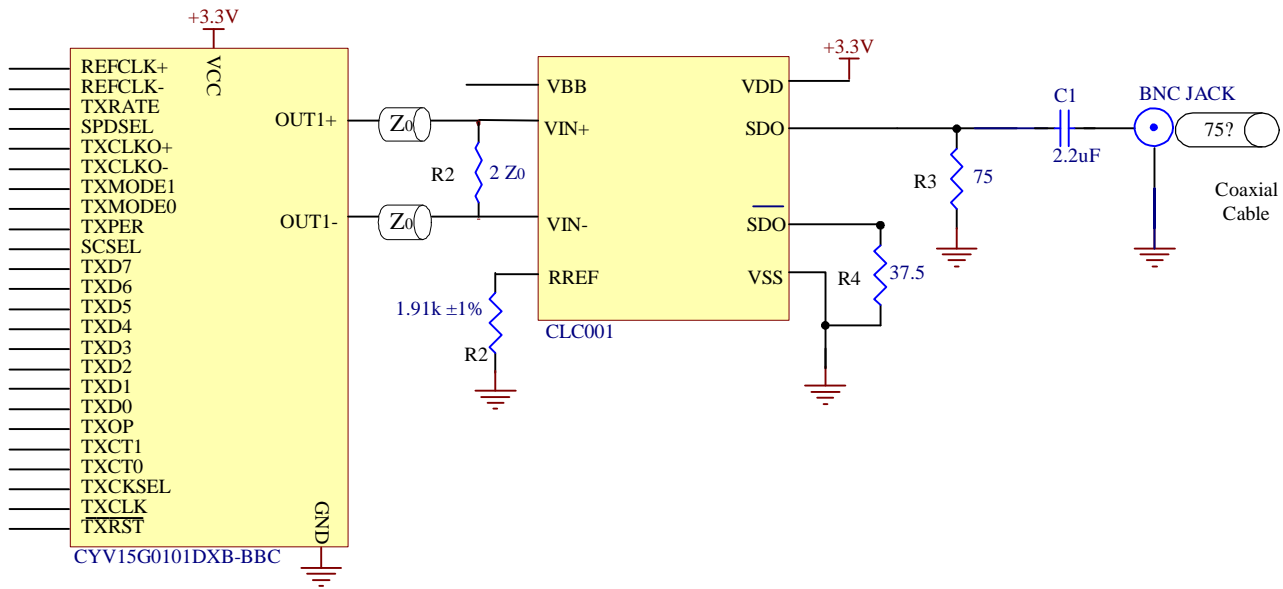 +3.3V
VCC
REFCLK+
REFCLK-
TXRATE
SPDSEL
TXCLKO+
TXCLKO-
TXMODE1
TXMODE0
TXPER
SCSEL
TXD7
TXD6
TXD5
TXD4
TXD3
TXD2
TXD1
TXD0
TXOP
TXCT1
TXCT0
TXCKSEL
TXCLK
TXRST
OUT1+
OUT1-
GND
CYV15G0101DXB-BBC
Z0
Z0
R2
2 Z0
1.91k ±1%
R2
VBB
VIN+
VIN-
RREF
VDD
SDO
SDO
VSS
CLC001
+3.3V
R4
37.5
R3
75
C1
2.2uF
BNC JACK
75?
Coaxial
Cable